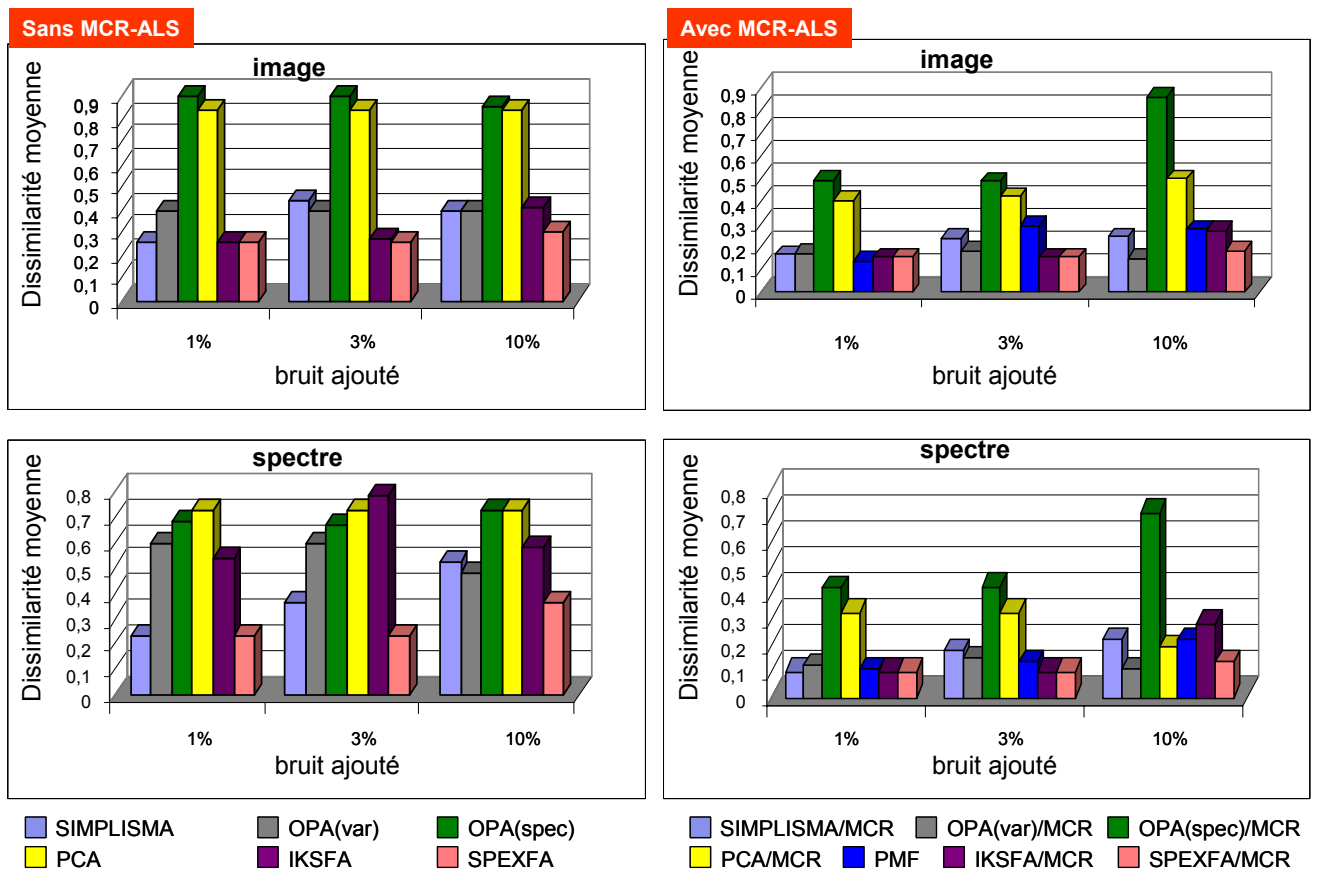 Sans MCR-ALS
image
Dissimilarité moyenne
0,9
0,8
0,7
0,6
0,5
0,4
0,3
0,2
0,1
0
1% 3% 10%
bruit ajouté
Avec MCR-ALS
image
Dissimilarité moyenne
0,9
0,8
0,7
0,6
0,5
0,4
0,3
0,2
0,1
0
1% 3% 10%
bruit ajouté
spectre
Dissimilarité moyenne
0,8
0,7
0,6
0,5
0,4
0,3
0,2
0,1
0
1% 3% 10%
bruit ajouté
spectre
Dissimilarité moyenne
0,8
0,7
0,6
0,5
0,4
0,3
0,2
0,1
0
1% 3% 10%
bruit ajouté
SIMPLISMA OPA(var) OPA(spec)
PCA IKSFA SPEXFA
SIMPLISMA/MCR OPA(var)/MCR OPA(spec)/MCR
PCA/MCR PMF IKSFA/MCR SPEXFA/MCR